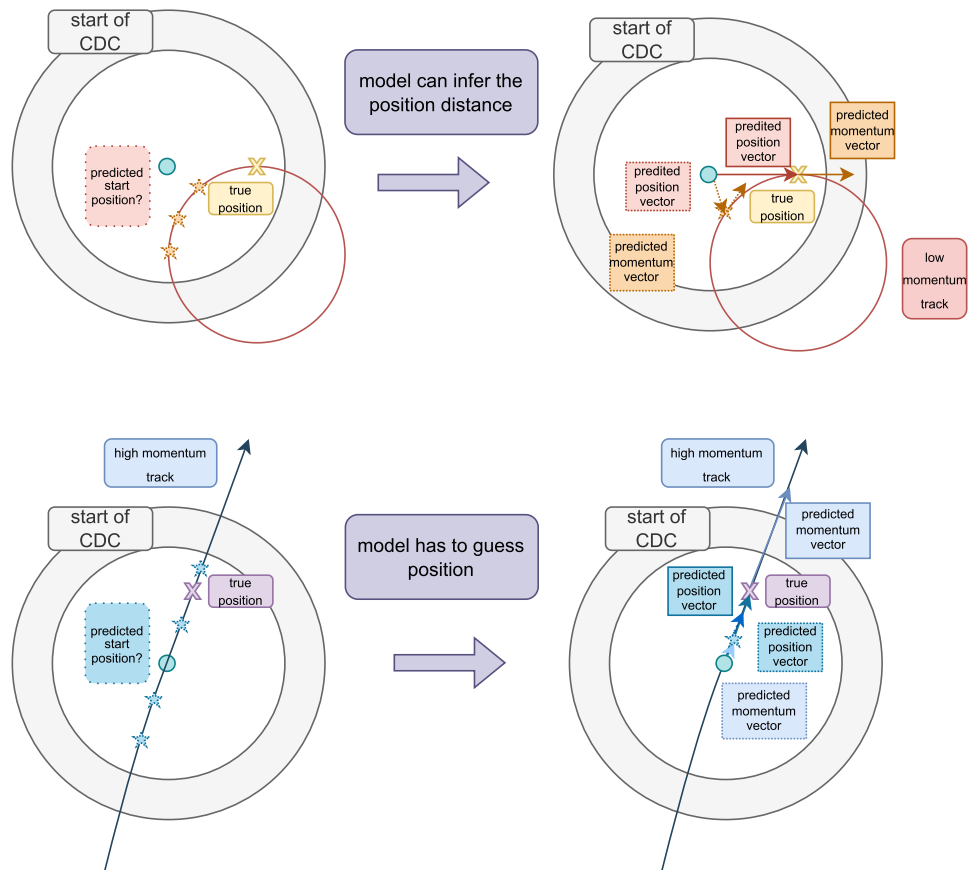 start of
CDC
model can infer the
position distance
predicted
start
position?
true
position
start of
CDC
predited
position
vector
predicted
momentum
vector
predited
position
vector
true
position
predicted
momentum
vector
low
momentum
track
high momentum
track
start of
CDC
model has to guess
position
predicted
start
position?
true
position
high momentum
track
start of
CDC
predicted
momentum
vector
predicted
position
vector
true
position
predicted
position
vector
predicted
momentum
vector